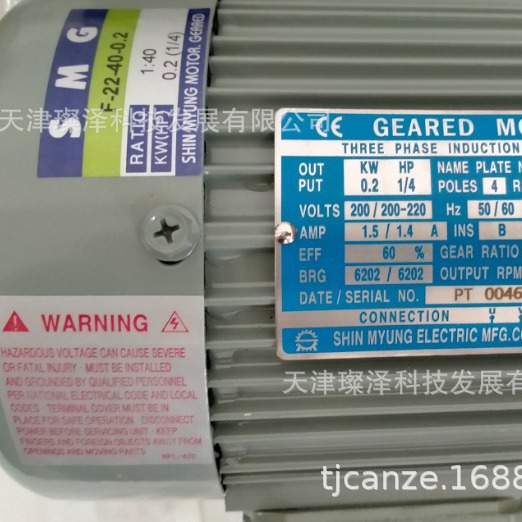 SMG
F-22-40-0.2
RATIO 1:40
KW(HP) 0.2 (1/4)
SHIN MYUNG MOTOR. GEARED
天津璨泽科技发展有限公司
CE GEARED MO
THREE PHASE INDUCTION
OUT PUT KW HP NAME PLATE N
0.2 1/4 POLES 4 R
VOLTS 200/200-220 Hz 50/60
AMP 1.5/1.4 A INS B
EFF 60 % GEAR RATIO
BRG 6202/6202 OUTPUT RPM
DATE/SERIAL NO. PT 0046
CONNECTION
SHIN MYUNG ELECTRIC MFG.CO
WARNING
HAZARDOUS VOLTAGE CAN CAUSE SEVERE
OR FATAL INJURY · MUST BE INSTALLED
AND GROUNDED BY QUALIFIED PERSONNEL
PER NATIONAL ELECTRICAL CODE AND LOCAL
CODES · TERMINAL COVER MUST BE IN
PLACE FOR SAFE OPERATION · DISCONNECT
POWER BEFORE SERVICING UNIT · KEEP
FINGERS AND FOREIGN OBJECTS AWAY FROM
OPENINGS AND MOVING PARTS
天津璨泽科技发展有
tjcanze.1688